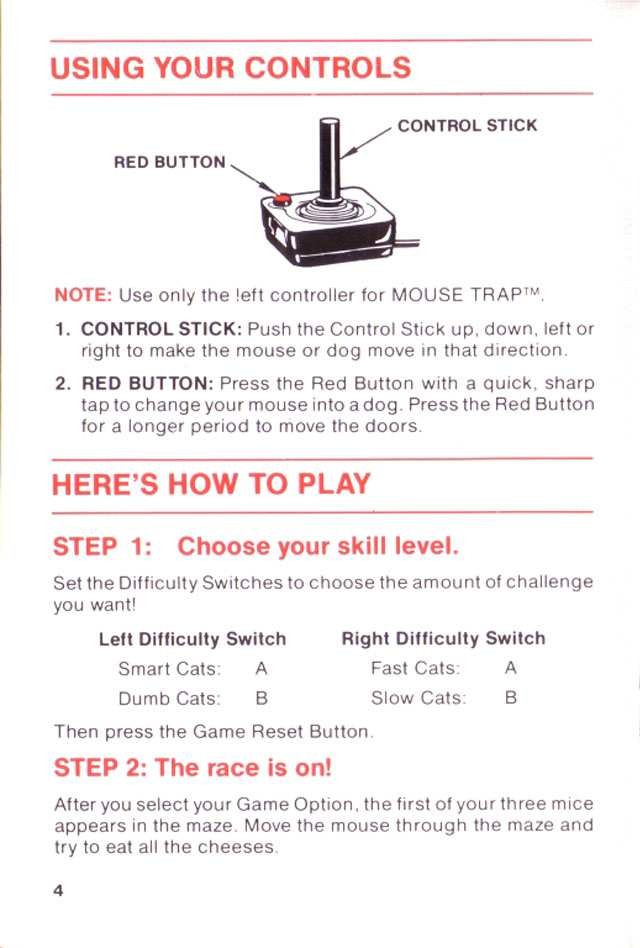 USING YOUR CONTROLS
CONTROL STICK
RED BUTTON
NOTE: Use only the left controller for MOUSE TRAP™.
1. CONTROL STICK: Push the Control Stick up, down, left or
right to make the mouse or dog move in that direction.
2. RED BUTTON: Press the Red Button with a quick, sharp
tap to change your mouse into a dog. Press the Red Button
for a longer period to move the doors.
HERE'S HOW TO PLAY
STEP 1: Choose your skill level.
Set the Difficulty Switches to choose the amount of challenge
you want!
Left Difficulty Switch Right Difficulty Switch
Smart Cats: A Fast Cats: A
Dumb Cats: B Slow Cats: B
Then press the Game Reset Button.
STEP 2: The race is on!
After you select your Game Option, the first of your three mice
appears in the maze. Move the mouse through the maze and
try to eat all the cheeses.
4